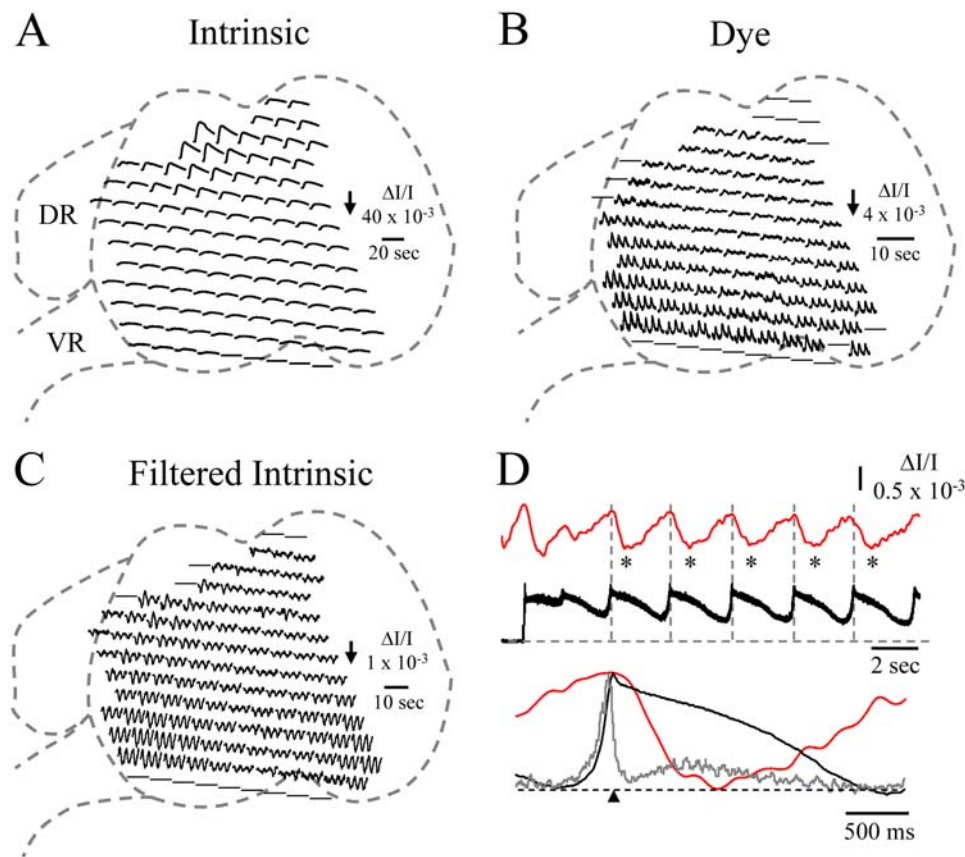 A
Intrinsic
DR
VR
ΔI/I
40 x 10⁻³
20 sec
B
Dye
ΔI/I
4 x 10⁻³
10 sec
C
Filtered Intrinsic
ΔI/I
1 x 10⁻³
10 sec
D
ΔI/I
0.5 x 10⁻³
* * * * *
2 sec
500 ms